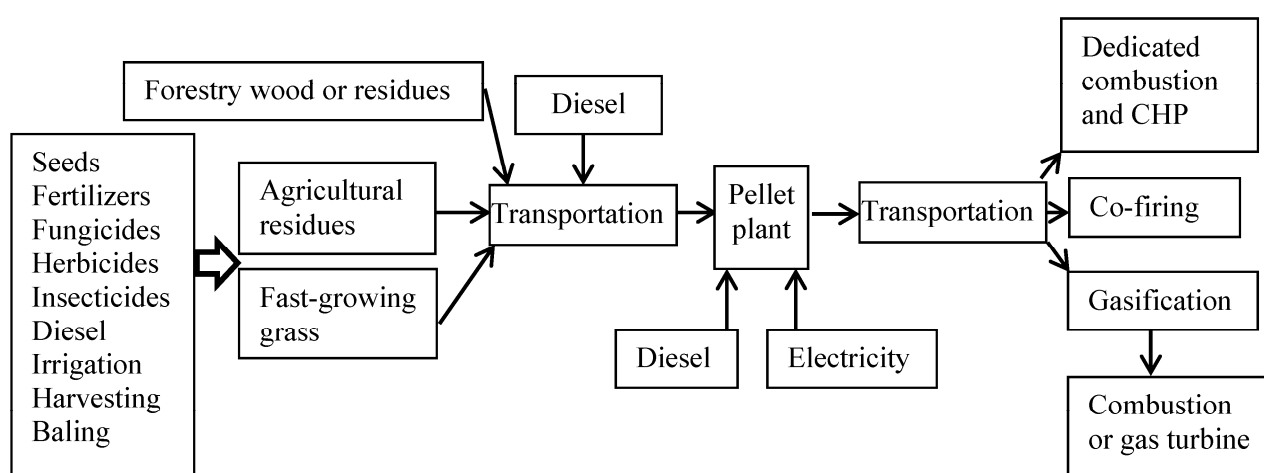 Forestry wood or residues
Diesel
Seeds
Fertilizers
Fungicides
Herbicides
Insecticides
Diesel
Irrigation
Harvesting
Baling
Agricultural
residues
Fast-growing
grass
Transportation
Pellet
plant
Diesel
Electricity
Transportation
Dedicated
combustion
and CHP
Co-firing
Gasification
Combustion
or gas turbine